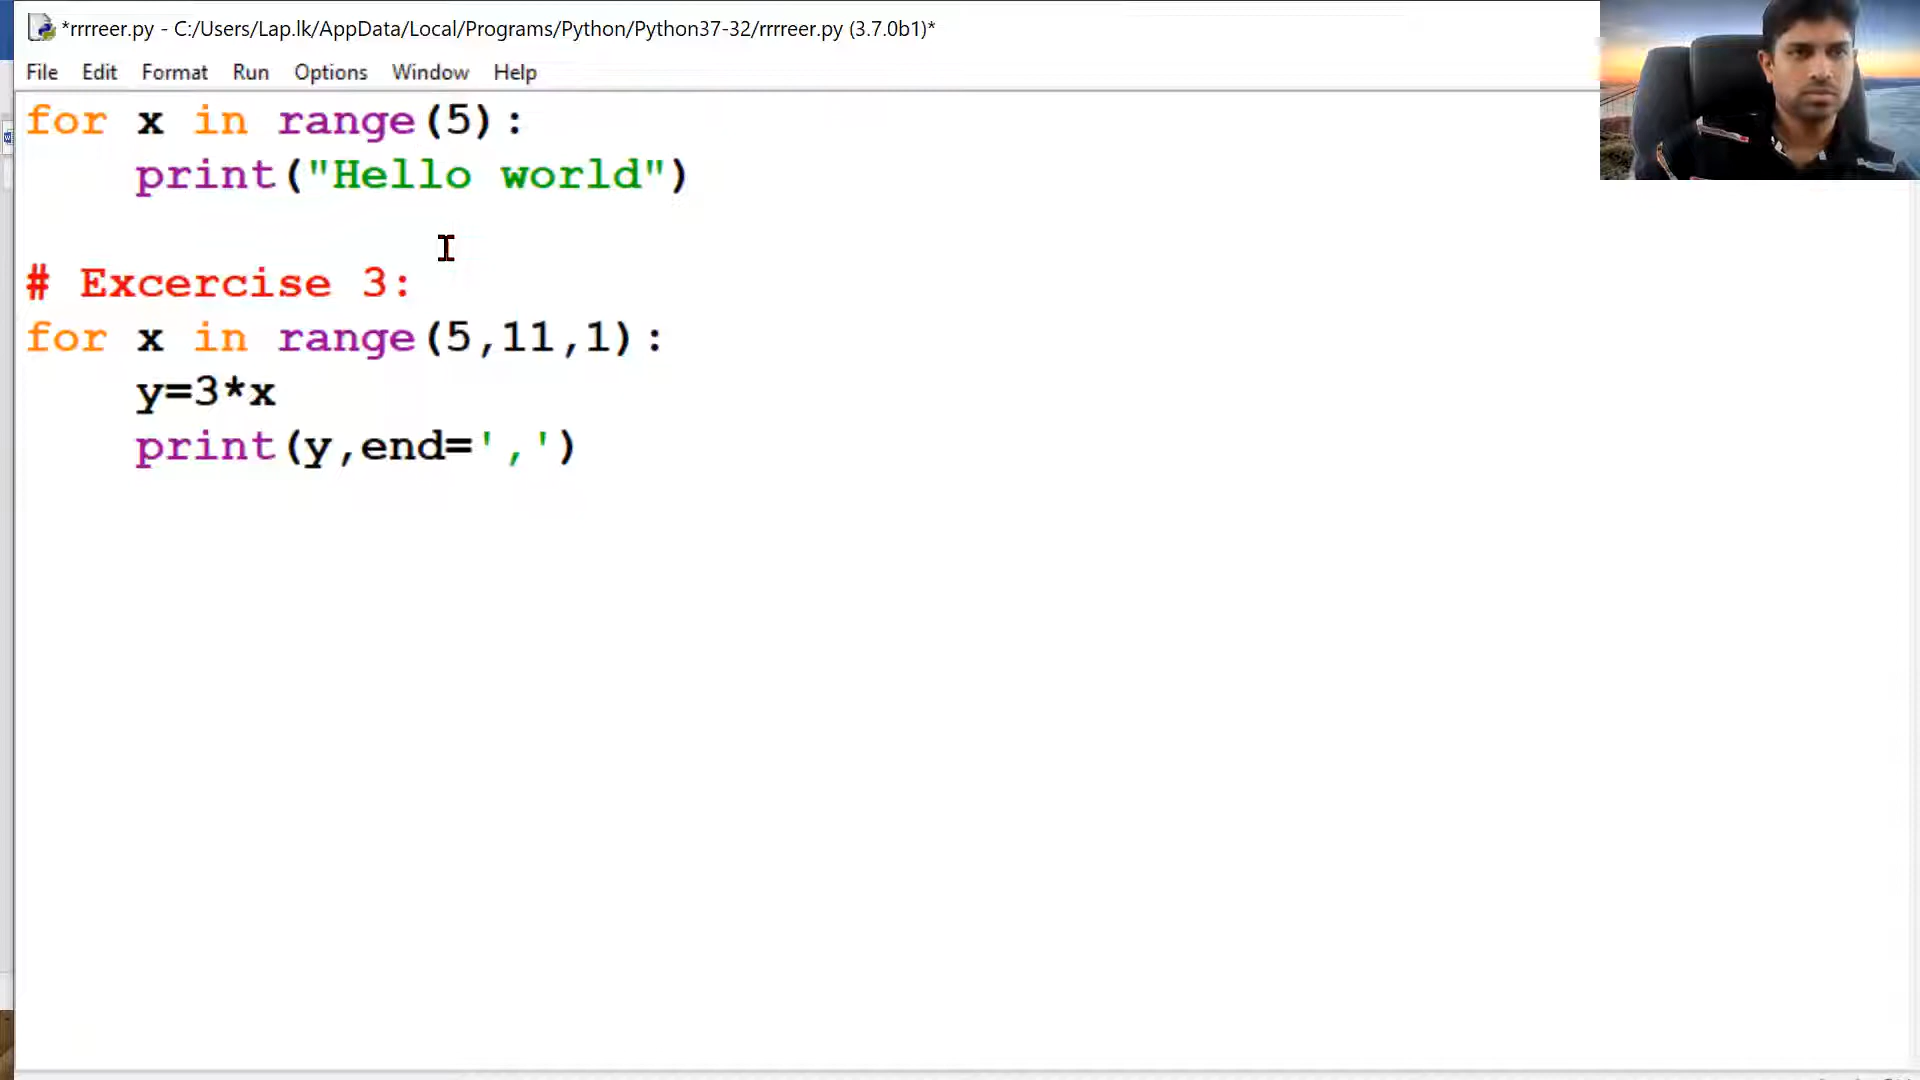 *rrrreer.py - C:/Users/Lap.lk/AppData/Local/Programs/Python/Python37-32/rrrreer.py (3.7.0b1)*
File Edit Format Run Options Window Help
for x in range(5):
    print("Hello world")
# Excercise 3:
for x in range(5,11,1):
    y=3*x
    print(y,end=',')